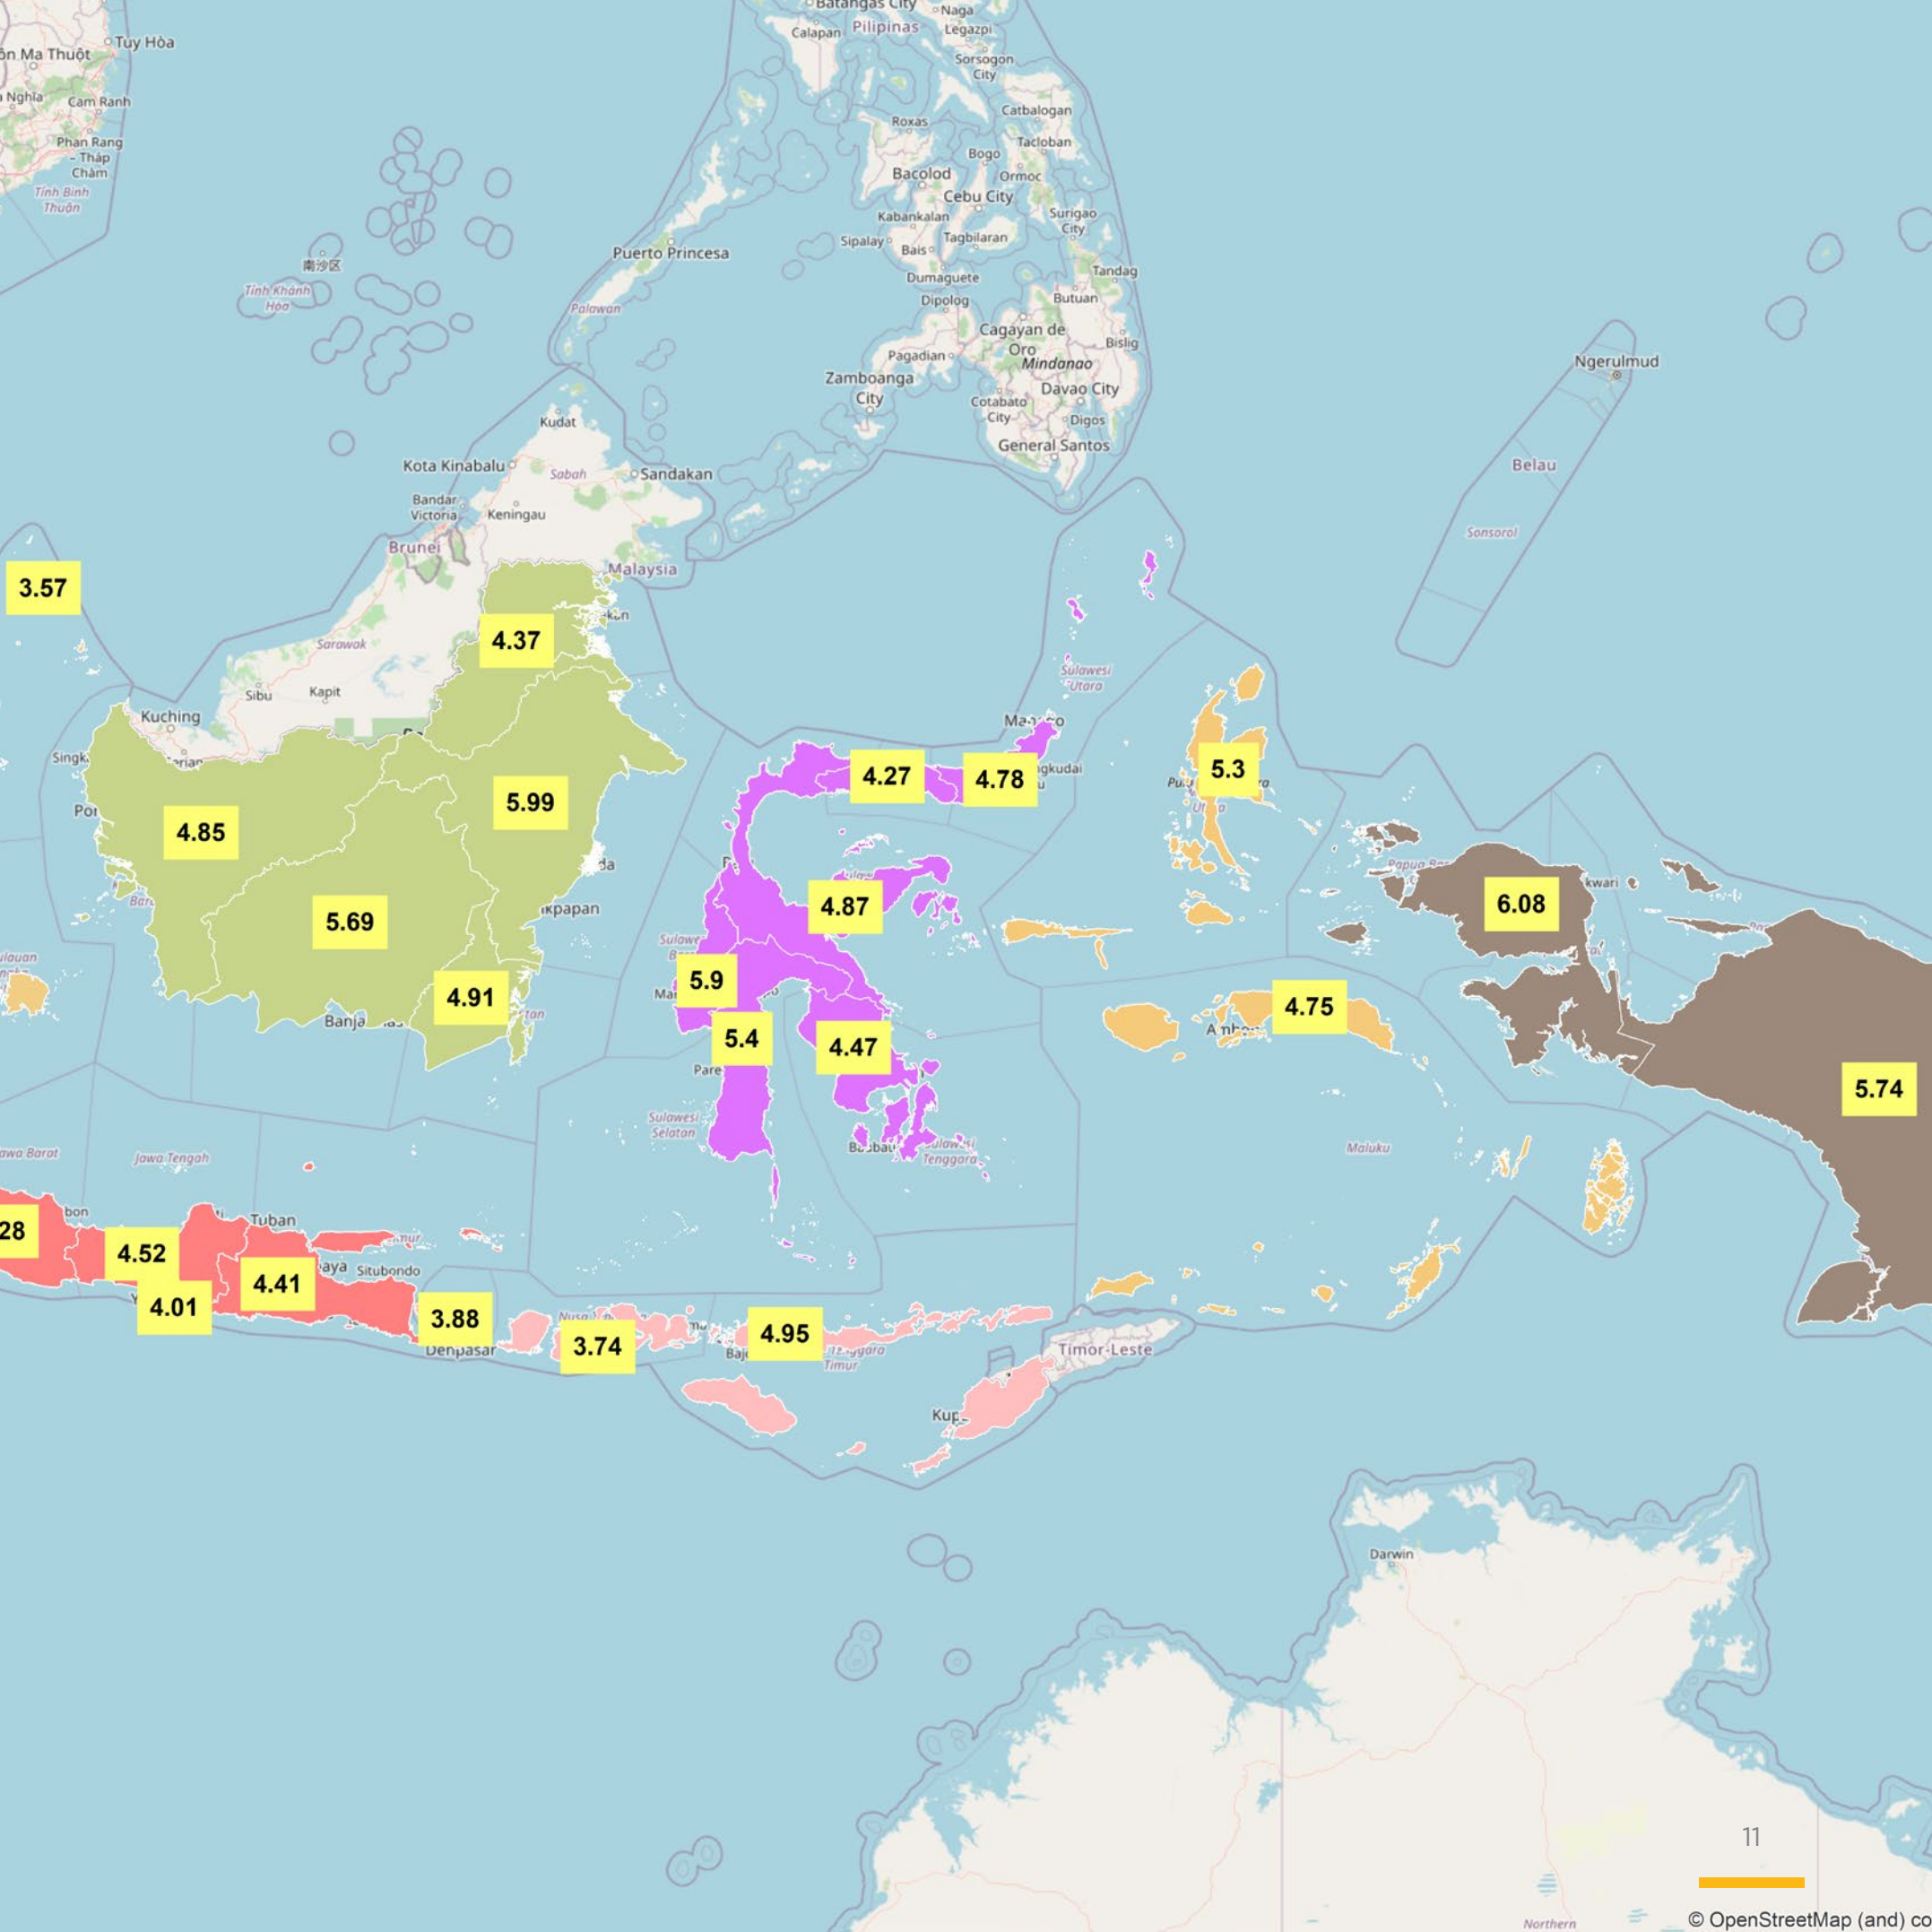 Batangas City
Naga
Calapan
Pilipinas
Legazpi
Tuy Hòa
Sorsogon
City
Cam Ranh
Catbalogan
Roxas
Phan Rang
- Tháp
Chàm
Tacloban
Bogo
Bacolod
Ormoc
Tỉnh Bình
Thuận
Cebu City
Kabankalan
Surigao
City
Sipalay
Bais
Tagbilaran
Puerto Princesa
南沙区
Dumaguete
Tandag
Tỉnh Khánh
Hòa
Palawan
Dipolog
Butuan
Cagayan de
Oro
Bislig
Pagadian
Mindanao
Ngerulmud
Zamboanga
City
Davao City
Cotabato
City
Digos
Kudat
General Santos
Kota Kinabalu
Sabah
Sandakan
Belau
Bandar
Victoria
Keningau
Sonsorol
Brunei
Malaysia
3.57
4.37
Sarawak
Sulawesi
Utara
Sibu
Kapit
Kuching
4.27
4.78
5.3
5.99
4.85
6.08
4.87
5.69
5.9
4.91
4.75
5.4
4.47
5.74
Sulawesi
Selatan
Maluku
Jawa Tengah
Tuban
28
4.52
Situbondo
4.41
4.01
3.88
4.95
3.74
Denpasar
Timur
Timor-Leste
Darwin
11
Northern
© OpenStreetMap (and) co